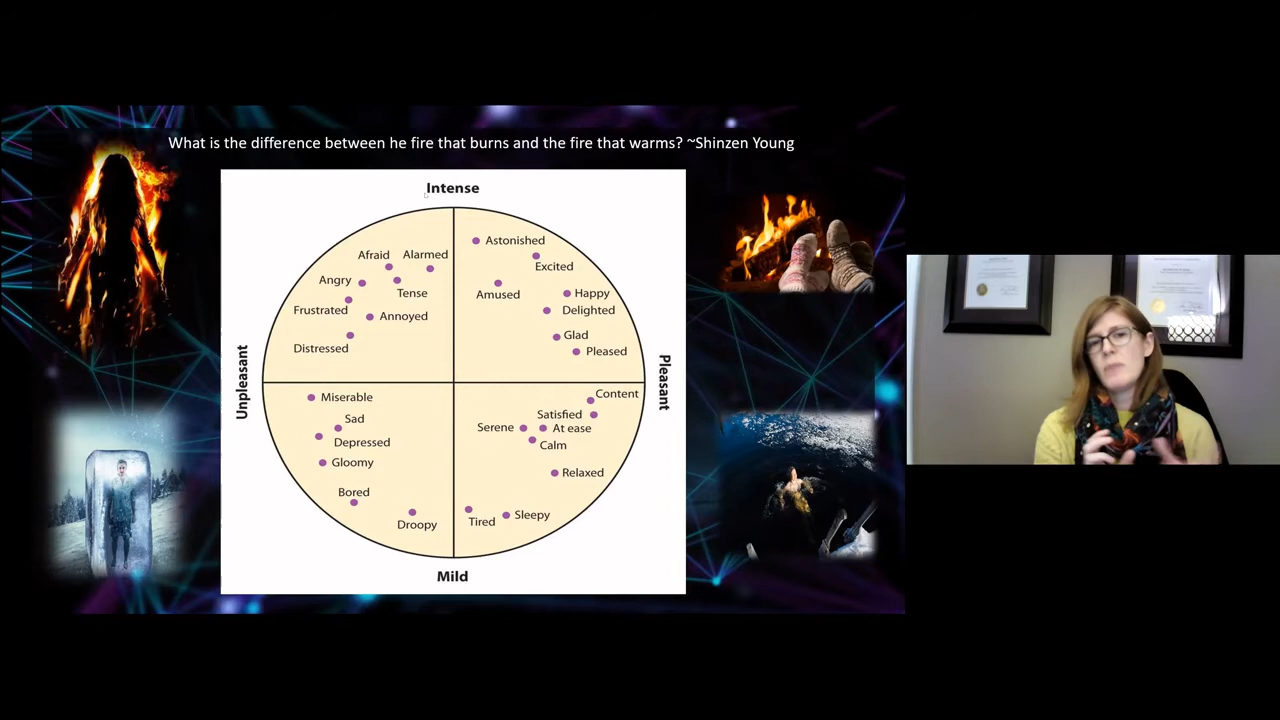 What is the difference between he fire that burns and the fire that warms? ~Shinzen Young
Intense
Astonished
Afraid
Alarmed
Excited
Angry
Tense
Amused
Happy
Frustrated
Annoyed
Delighted
Glad
Distressed
Pleased
Unpleasant
Pleasant
Miserable
Content
Sad
Satisfied
Depressed
Serene
At ease
Calm
Gloomy
Relaxed
Bored
Droopy
Tired
Sleepy
Mild